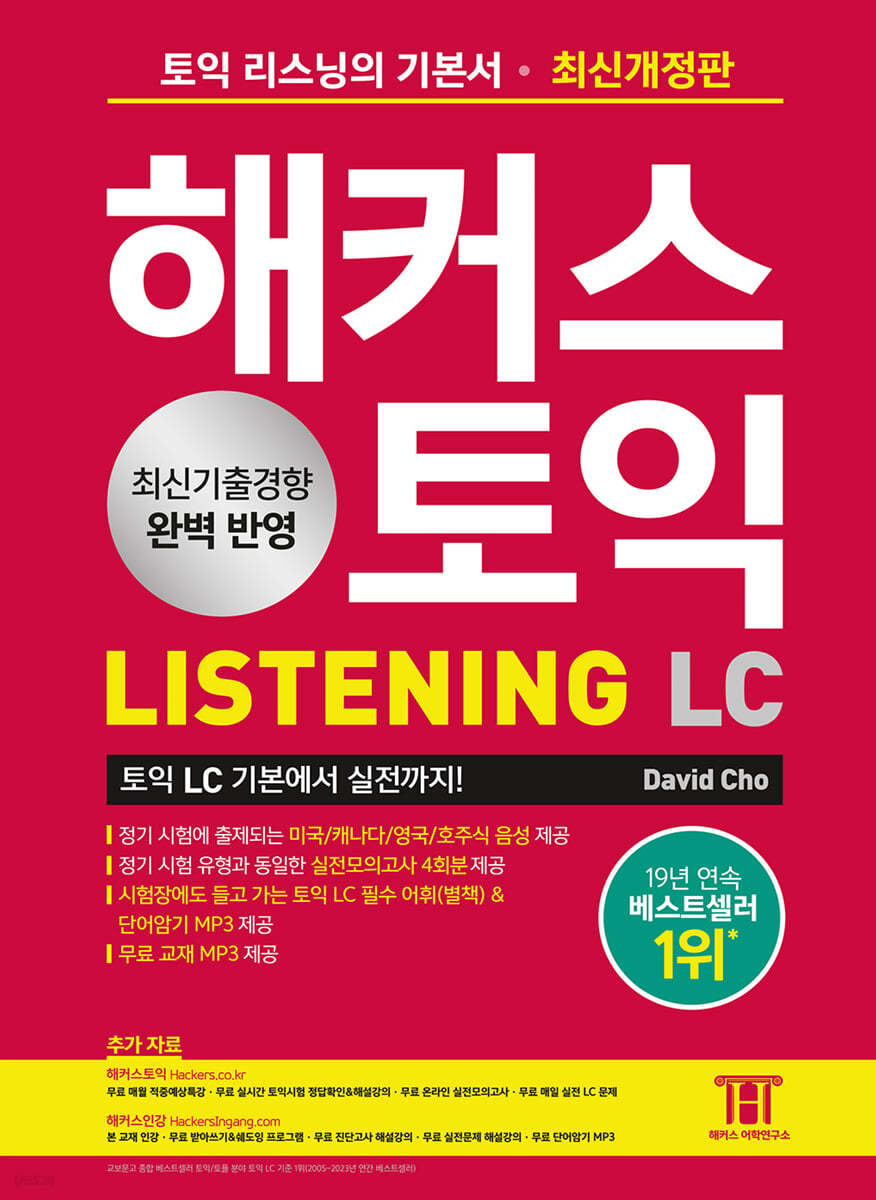 토익 리스닝의 기본서 • 최신개정판
해커스
토익
최신기출경향
완벽 반영
LISTENING LC
토익 LC 기본에서 실전까지!
David Cho
정기 시험에 출제되는 미국/캐나다/영국/호주식 음성 제공
정기 시험 유형과 동일한 실전모의고사 4회분 제공
시험장에도 들고 가는 토익 LC 필수 어휘(별책) &
단어암기 MP3 제공
무료 교재 MP3 제공
19년 연속
베스트셀러
1위*
추가 자료
해커스토익 Hackers.co.kr
무료 매월 적중예상특강 · 무료 실시간 토익시험 정답확인&해설강의 · 무료 온라인 실전모의고사 · 무료 매일 실전 LC 문제
해커스인강 HackersIngang.com
본 교재 인강 · 무료 받아쓰기&쉐도잉 프로그램 · 무료 진단고사 해설강의 · 무료 실전문제 해설강의 · 무료 단어암기 MP3
해커스 어학연구소
교보문고 종합 베스트셀러 토익/토플 분야 토익 LC 기준 1위(2005~2023년 연간 베스트셀러)